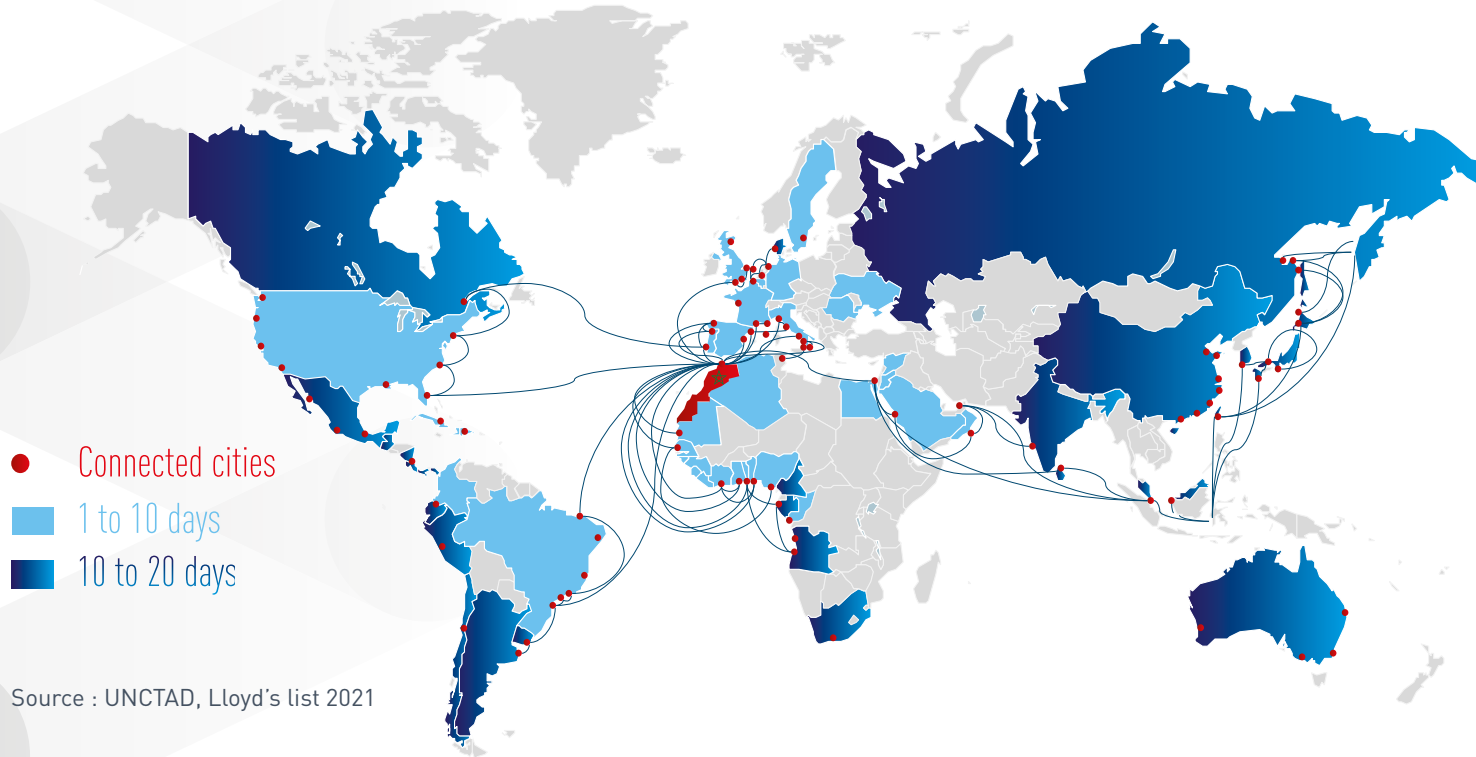 Connected cities
1 to 10 days
10 to 20 days
Source : UNCTAD, Lloyd’s list 2021